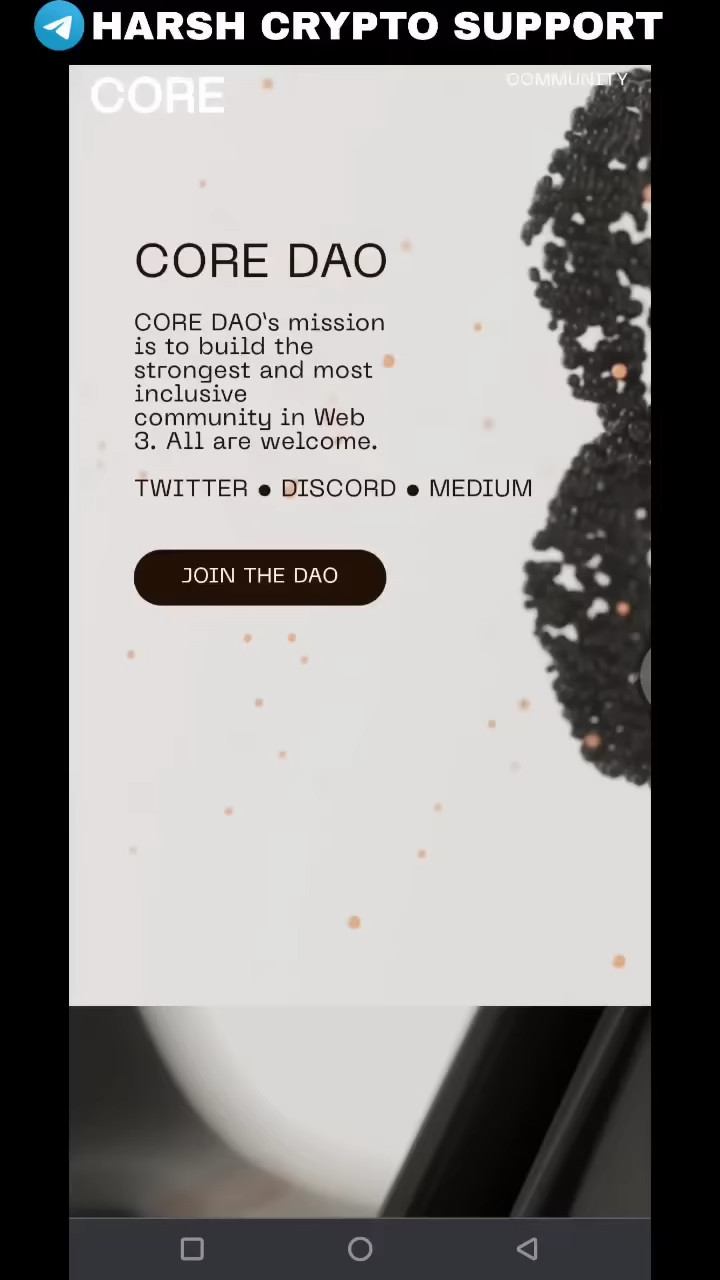 HARSH CRYPTO SUPPORT
CORE
COMMUNITY
CORE DAO
CORE DAO's mission
is to build the
strongest and most
inclusive
community in Web
3. All are welcome.
TWITTER ● DISCORD ● MEDIUM
JOIN THE DAO